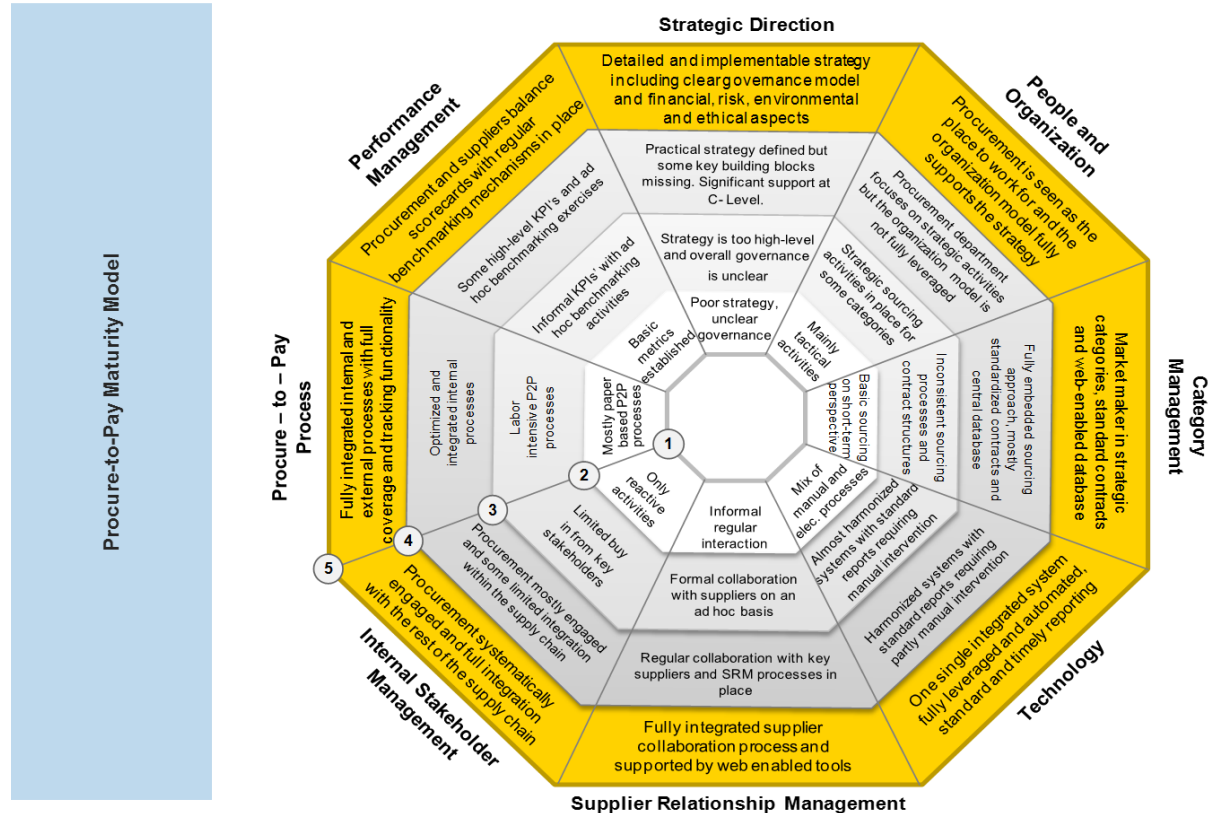 Procure-to-Pay Maturity Model
Strategic Direction
Detailed and implementable strategy
including clear governance model
and financial, risk, environmental
and ethical aspects
Practical strategy defined but
some key building blocks
missing. Significant support at
C- Level.
Strategy is too high-level
and overall governance
is unclear
Poor strategy,
unclear
governance
People and
Organization
Procurement is seen as the
place to work for and the
organization model fully
supports the strategy
Procurement department
focuses on strategic activities
but the organization model is
not fully leveraged
Strategic sourcing
activities in place for
some categories
Mainly
tactical
activities
Category
Management
Market maker in strategic
categories, standard contracts
and web-enabled database
Fully embedded sourcing
approach, mostly
standardized contracts and
central database
Inconsistent sourcing
processes and
contract structures
Basic sourcing
on short-term
perspective
Technology
One single integrated system
fully leveraged and automated,
standard and timely reporting
Harmonized systems with
standard reports requiring
partly manual intervention
Almost harmonized
systems with standard
reports requiring
manual intervention
Mix of
manual and
elec. processes
Supplier Relationship Management
Fully integrated supplier
collaboration process and
supported by web enabled tools
Regular collaboration with key
suppliers and SRM processes in
place
Formal collaboration
with suppliers on an
ad hoc basis
Informal
regular
interaction
Internal Stakeholder
Management
Procurement systematically
engaged and full integration
with the rest of the supply chain
Procurement mostly engaged
and some limited integration
within the supply chain
Limited buy
in from key
stakeholders
Only
reactive
activities
Procure – to – Pay
Process
Fully integrated internal and
external processes with full
coverage and tracking functionality
Optimized and
integrated internal
processes
Labor
intensive P2P
processes
Mostly paper
based P2P
processes
Performance
Management
Procurement and suppliers balance
scorecards with regular
benchmarking mechanisms in place
Some high-level KPI's and ad
hoc benchmarking exercises
Informal KPIs' with ad
hoc benchmarking
activities
Basic
metrics
established
1
2
3
4
5